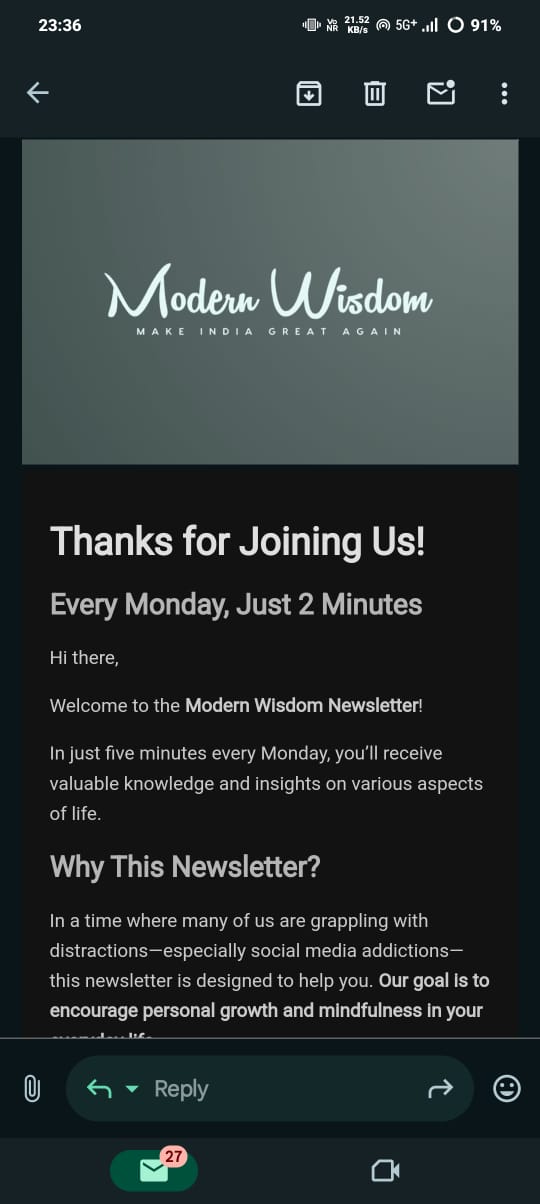 23:36
Vo NR
21.52 KB/s
5G+
91%
Modern Wisdom
MAKE INDIA GREAT AGAIN
Thanks for Joining Us!
Every Monday, Just 2 Minutes
Hi there,
Welcome to the Modern Wisdom Newsletter!
In just five minutes every Monday, you’ll receive
valuable knowledge and insights on various aspects
of life.
Why This Newsletter?
In a time where many of us are grappling with
distractions—especially social media addictions—
this newsletter is designed to help you. Our goal is to
encourage personal growth and mindfulness in your
Reply
27